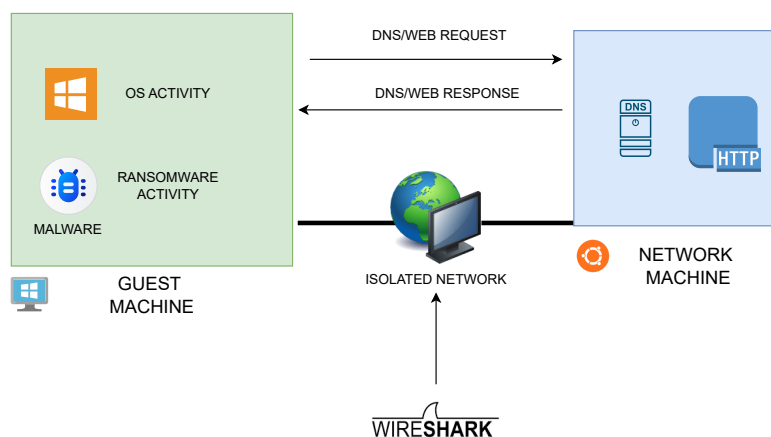 DNS/WEB REQUEST
DNS/WEB RESPONSE
OS ACTIVITY
RANSOMWARE
ACTIVITY
MALWARE
GUEST
MACHINE
ISOLATED NETWORK
DNS
HTTP
NETWORK
MACHINE
WIRESHARK